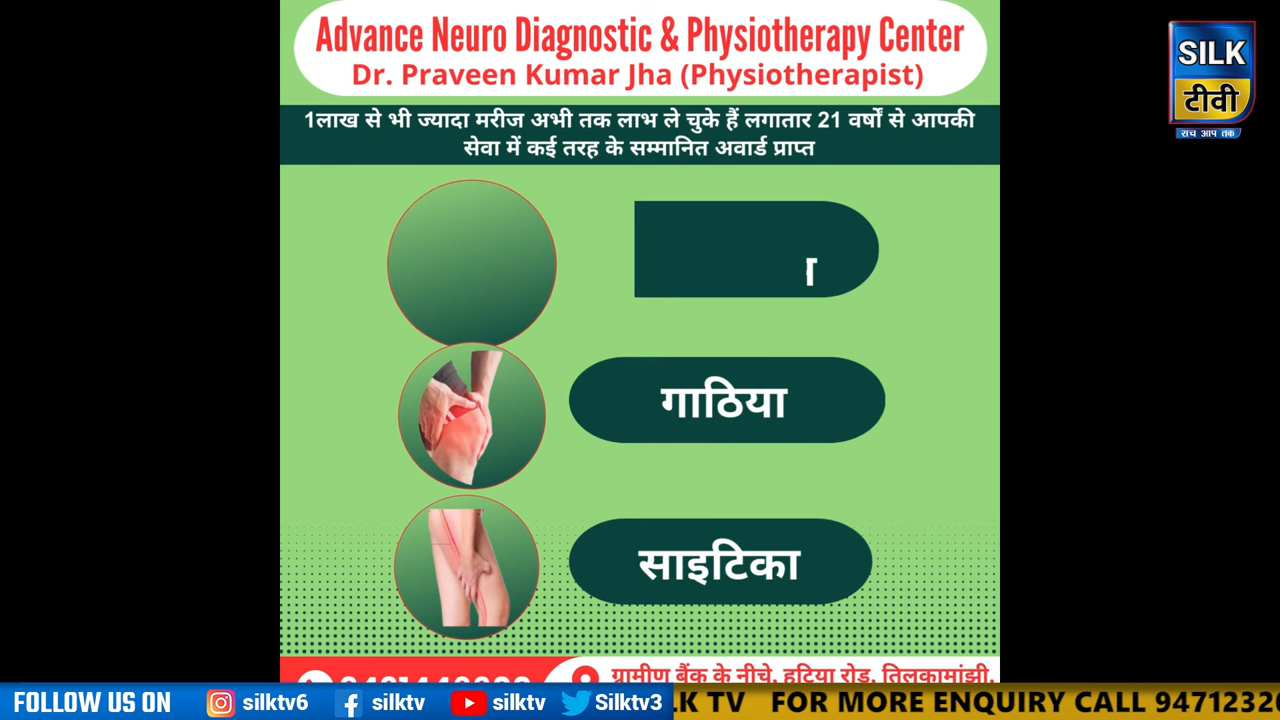 Advance Neuro Diagnostic & Physiotherapy Center
Dr. Praveen Kumar Jha (Physiotherapist)
1लाख से भी ज्यादा मरीज अभी तक लाभ ले चुके हैं लगातार 21 वर्षों से आपकी
सेवा में कई तरह के सम्मानित अवार्ड प्राप्त
SILK
टीवी
सच आप तक
गाठिया
साइटिका
ग्रामीण बैंक के नीचे, हटिया रोड, तिलकामांझी,
FOLLOW US ON silktv6 silktv silktv Silktv3 LK TV FOR MORE ENQUIRY CALL